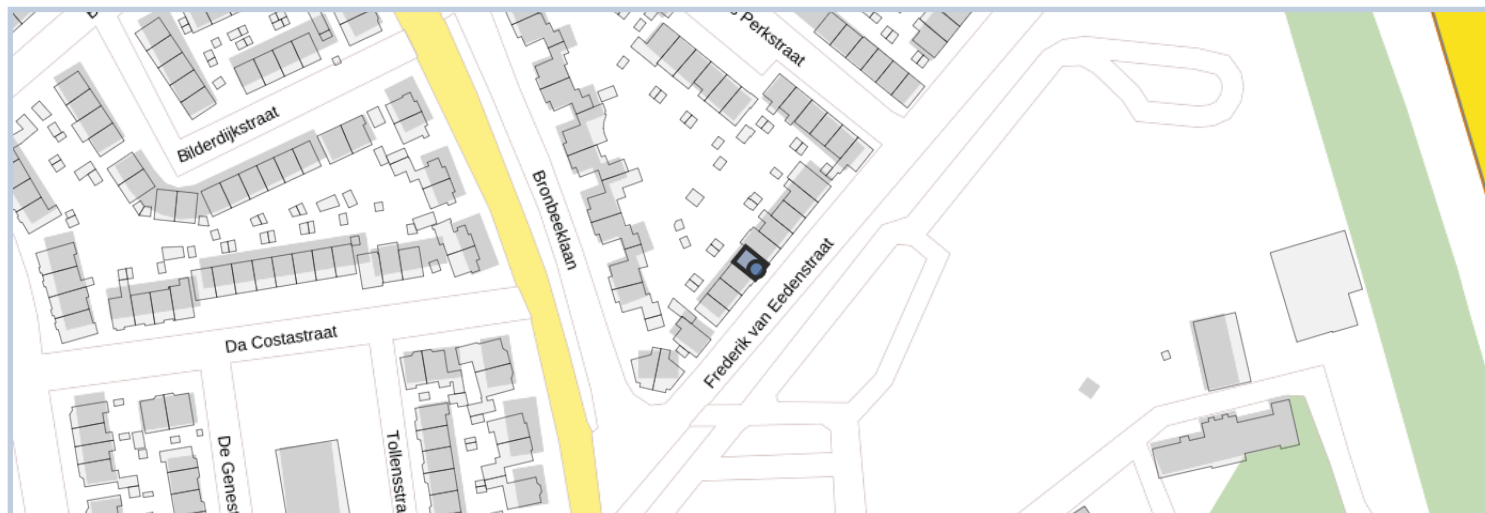 s Perkstraat
Bilderdijkstraat
Bronbeeklaan
Frederik van Eedenstraat
Da Costastraat
De Genest
Tollensstra